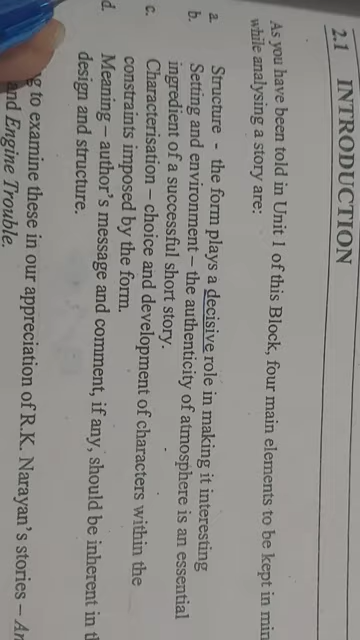 2.1 INTRODUCTION
As you have been told in Unit 1 of this Block, four main elements to be kept in mi
while analysing a story are:
a. Structure - the form plays a decisive role in making it interesting
b. Setting and environment – the authenticity of atmosphere is an essential
ingredient of a successful short story.
c. Characterisation – choice and development of characters within the
constraints imposed by the form.
d. Meaning – author's message and comment, if any, should be inherent in th
design and structure.
g to examine these in our appreciation of R.K. Narayan's stories – An
and Engine Trouble.